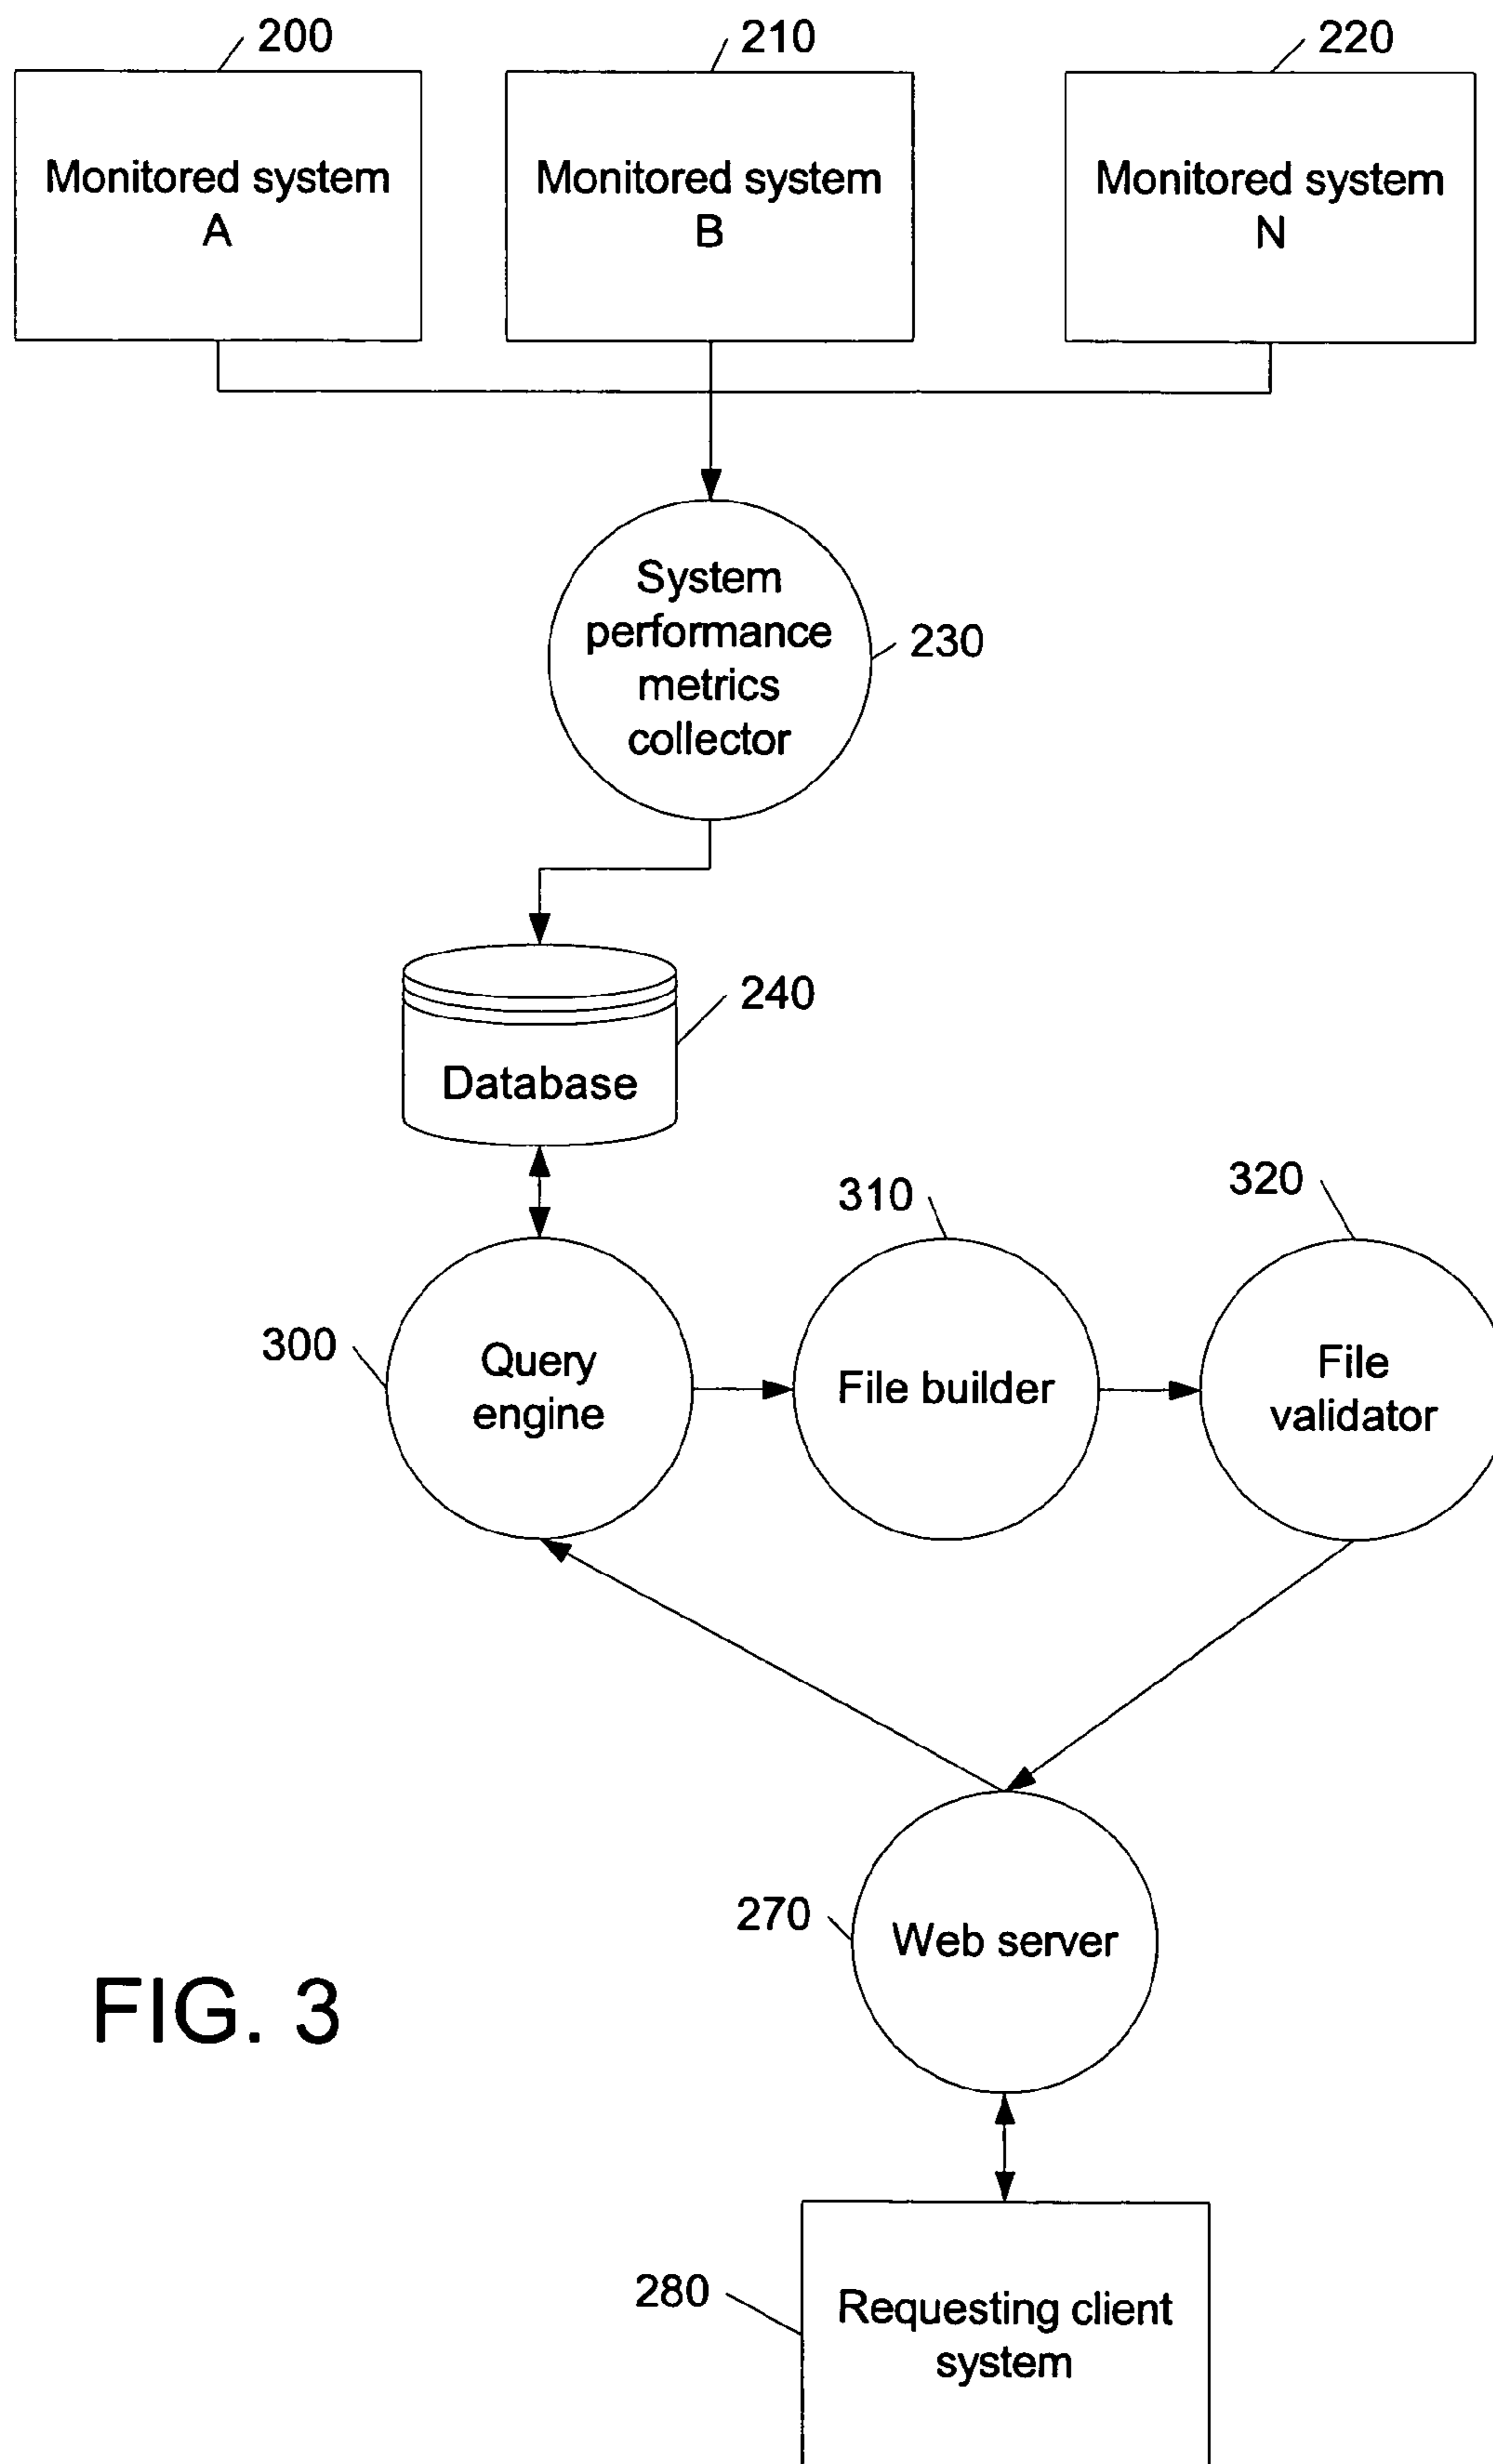 200
210
220
Monitored system
A
Monitored system
B
Monitored system
N
System
performance
metrics
collector
230
240
Database
310
320
300
Query
engine
File builder
File
validator
270
Web server
FIG. 3
280
Requesting client
system